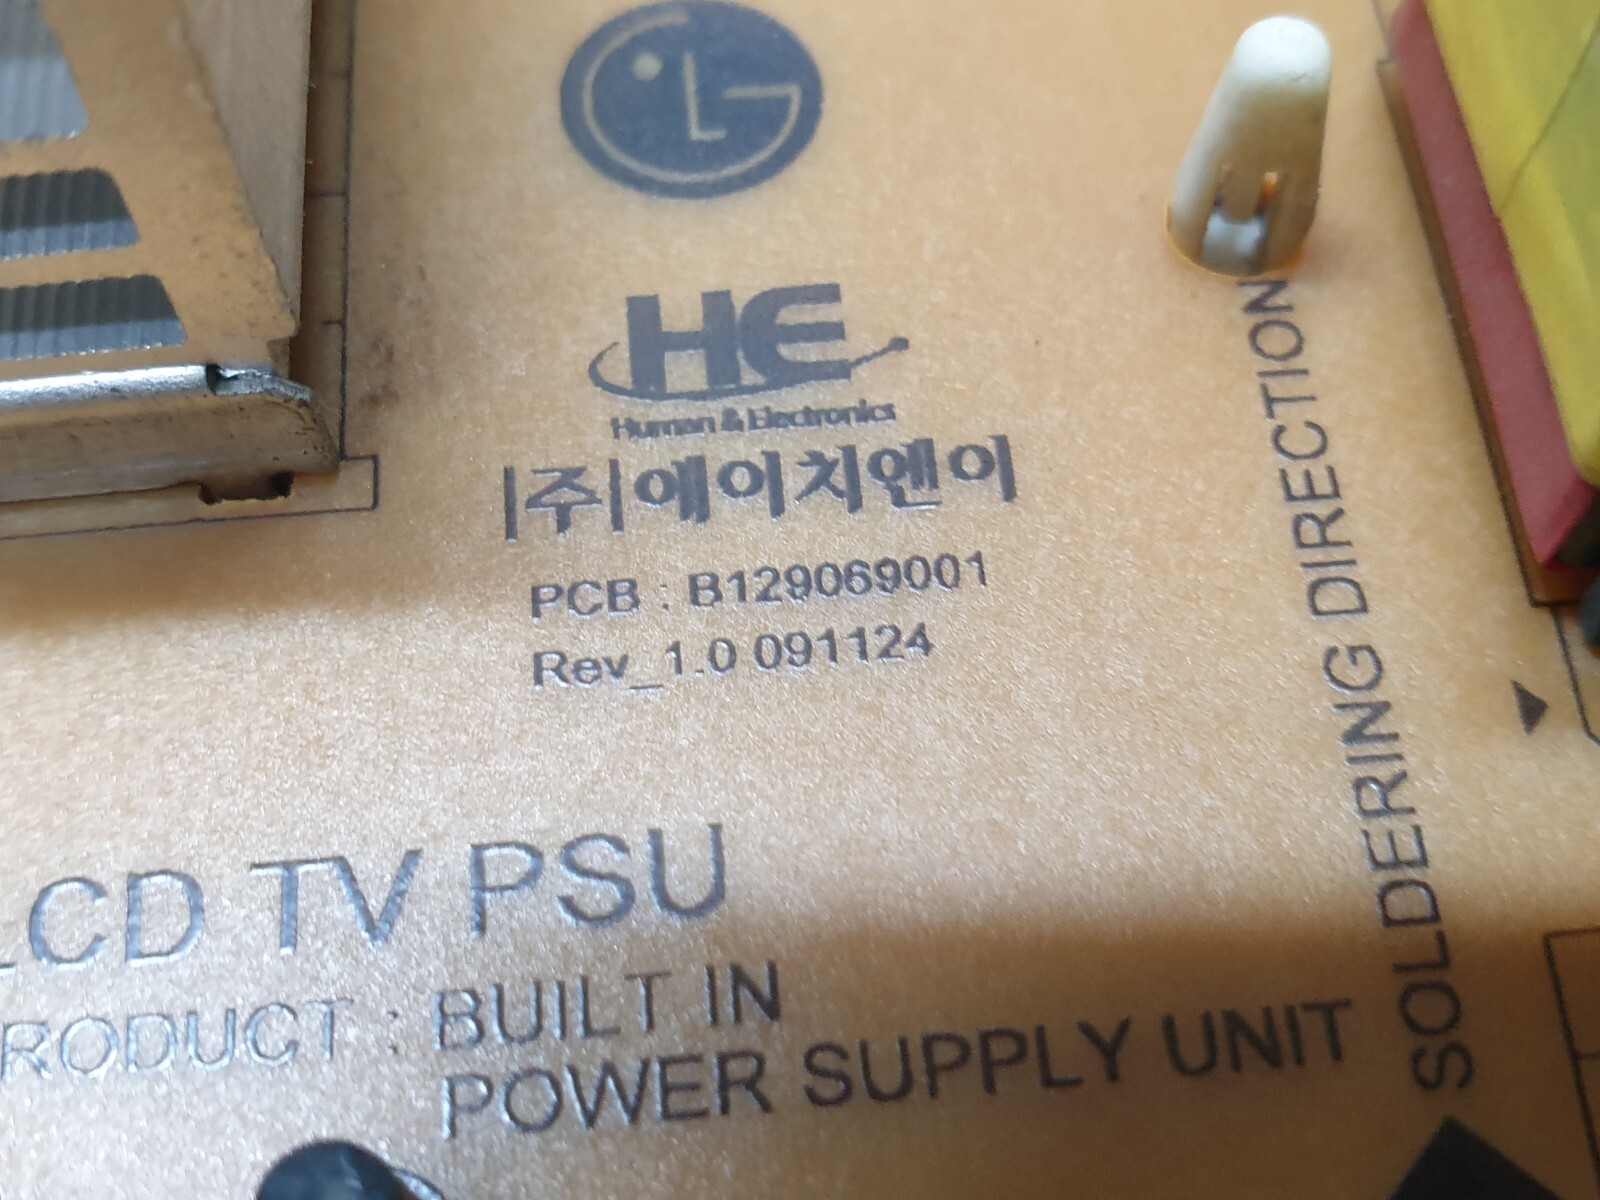 LG
HE
Human & Electronics
|주|에이치엔이
PCB : B129069001
Rev_1.0 091124
LCD TV PSU
PRODUCT : BUILT IN
POWER SUPPLY UNIT
SOLDERING DIRECTION